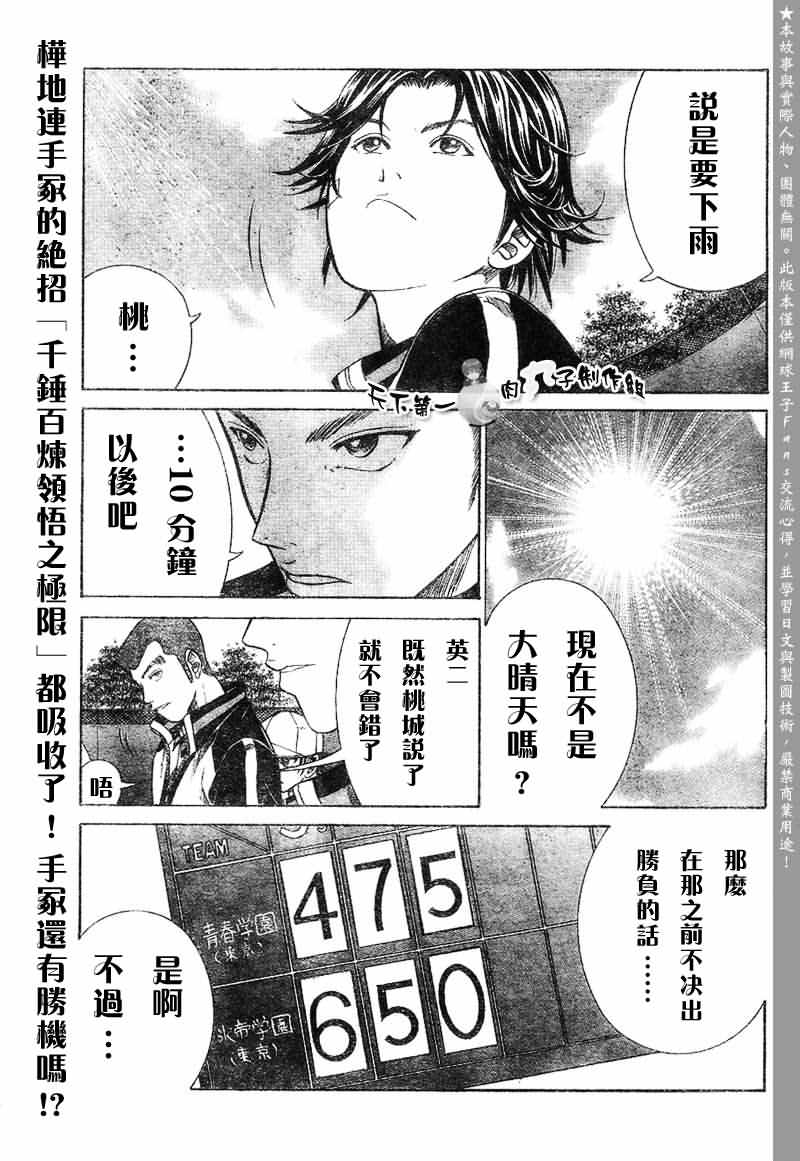 ★本故事與實際人物、團體無關。此版本僅供網球王子Fans交流心得，並學習日文與製圖技術，嚴禁商業用途！
說是要下雨
桃…
天下第一
子制作組
現在不是
大晴天嗎？
…10分鐘
以後吧
英二
既然桃城說了
就不會錯了
唔
那麼
在那之前不決出
勝負的話……
TEAM
475
青春学園
（東京）
650
氷帝学園
（東京）
是啊
不過…
樺地連手冢的絕招「千錘百煉領悟之極限」都吸收了！手冢還有勝機嗎!?